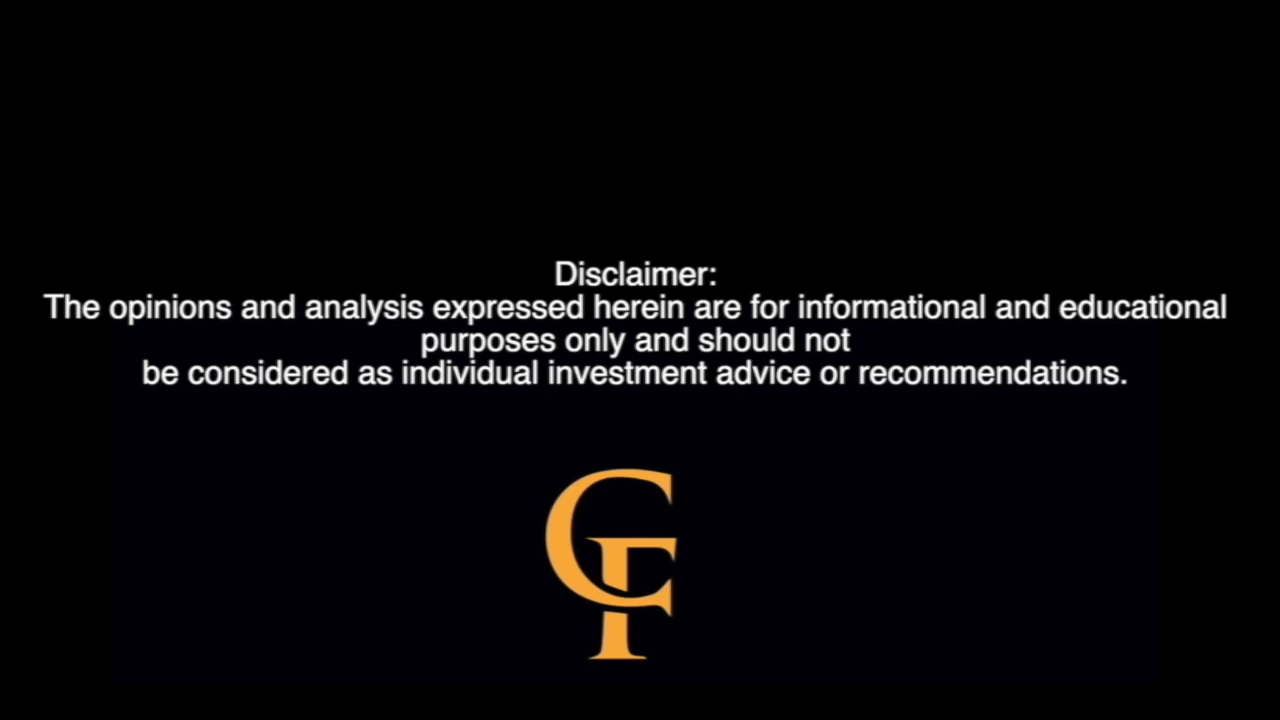 Disclaimer:
The opinions and analysis expressed herein are for informational and educational
purposes only and should not
be considered as individual investment advice or recommendations.
CF